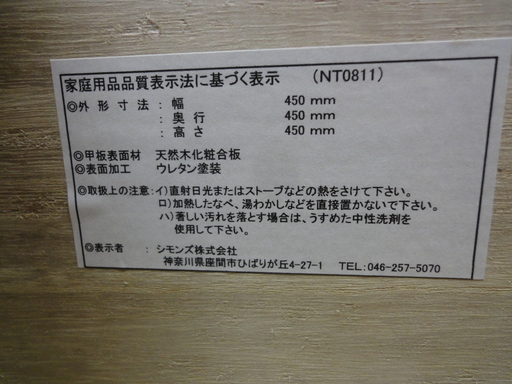 家庭用品品質表示法に基づく表示 （NT0811）
◎外形寸法：幅 450 mm
：奥行 450 mm
：高さ 450 mm
◎甲板表面材 天然木化粧合板
◎表面加工 ウレタン塗装
◎取扱上の注意：イ）直射日光またはストーブなどの熱をさけて下さい。
ロ）加熱したなべ、湯わかしなどを直接置かないで下さい。
ハ）著しい汚れを落とす場合は、うすめた中性洗剤を
使用して下さい。
◎表示者 ：シモンズ株式会社
神奈川県座間市ひばりが丘4-27-1 TEL:046-257-5070